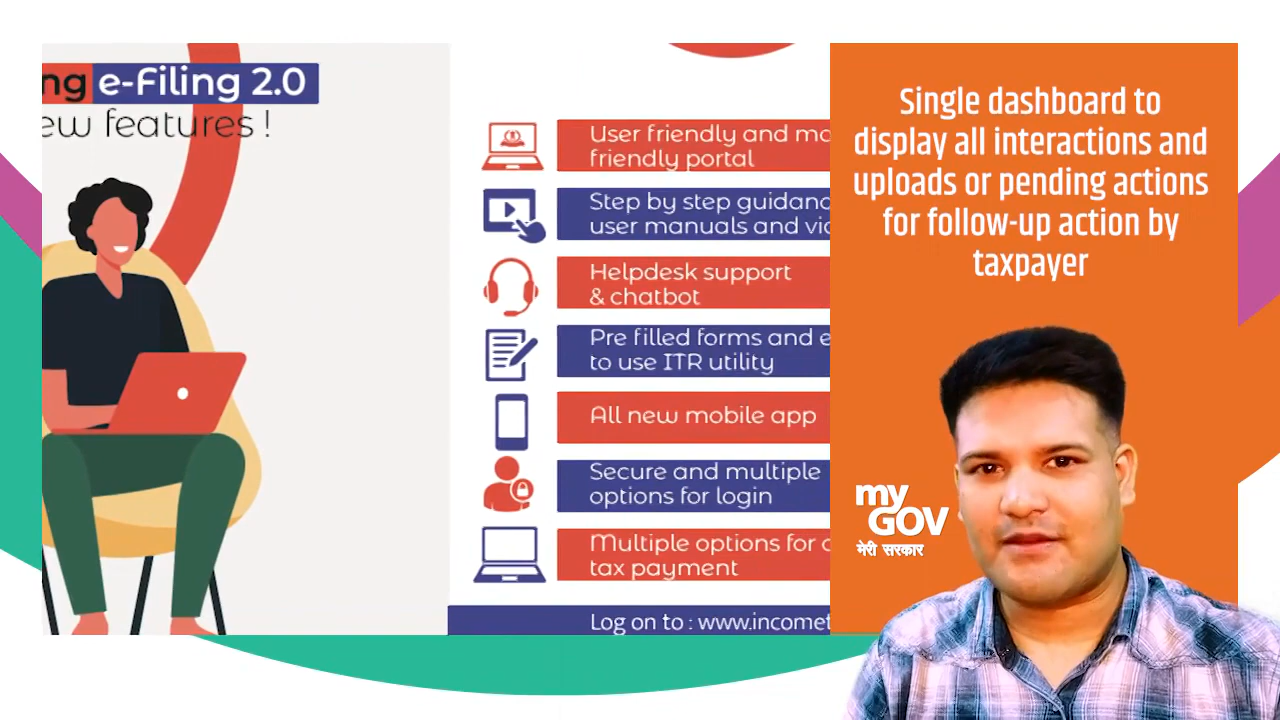 ng e-Filing 2.0
ew features !
User friendly and mo
friendly portal
Step by step guidanc
user manuals and vid
Helpdesk support
& chatbot
Pre filled forms and e
to use ITR utility
All new mobile app
Secure and multiple
options for login
Multiple options for
tax payment
Log on to : www.incomet
Single dashboard to
display all interactions and
uploads or pending actions
for follow-up action by
taxpayer
my
GOV
मेरी सरकार